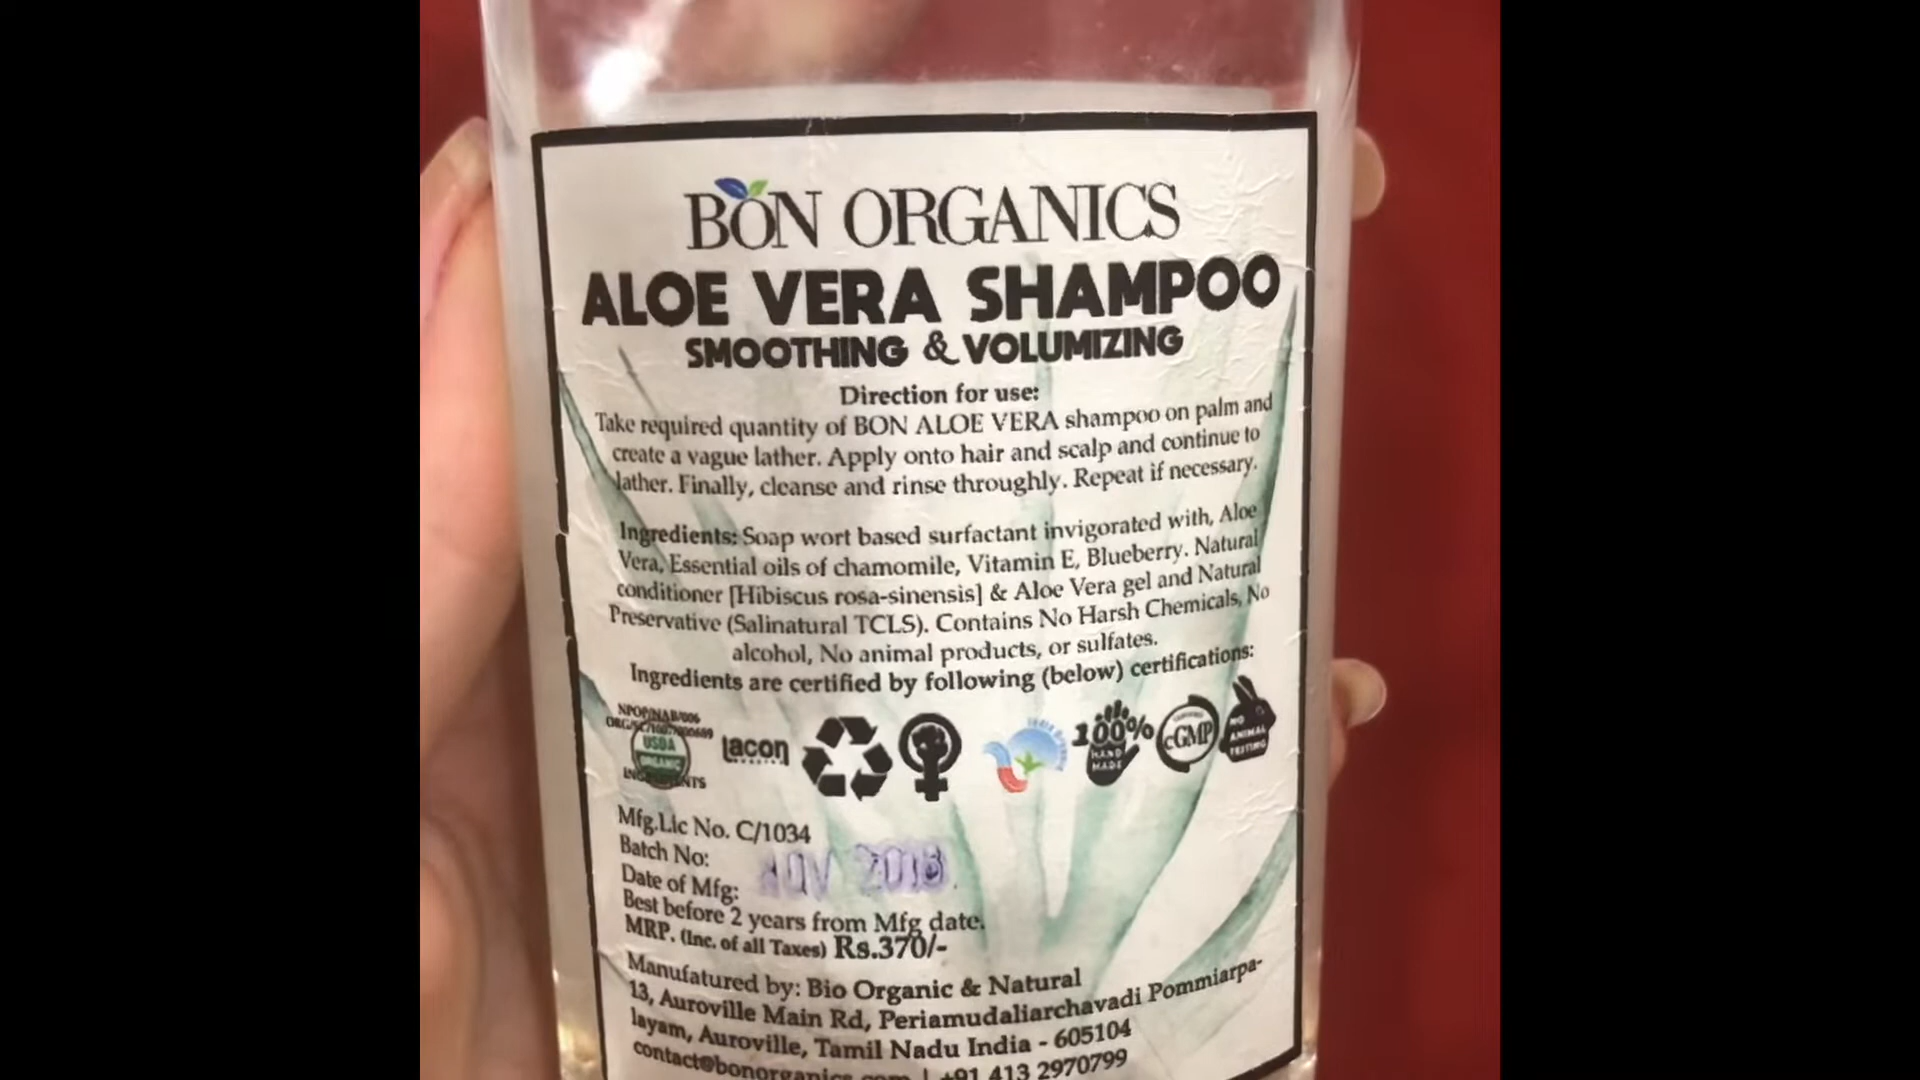 BON ORGANICS
ALOE VERA SHAMPOO
SMOOTHING & VOLUMIZING
Direction for use:
Take required quantity of BON ALOE VERA shampoo on palm and
create a vague lather. Apply onto hair and scalp and continue to
lather. Finally, cleanse and rinse throughly. Repeat if necessary.
Ingredients: Soap wort based surfactant invigorated with, Aloe
Vera, Essential oils of chamomile, Vitamin E, Blueberry. Natural
conditioner [Hibiscus rosa-sinensis] & Aloe Vera gel and Natural
Preservative (Salinatural TCLS). Contains No Harsh Chemicals, No
alcohol, No animal products, or sulfates.
Ingredients are certified by following (below) certifications:
NPOP/NAB/006
USDA
ORGANIC
INGREDIENTS
lacon
100%
HAND
MADE
cGMP
NO
ANIMAL
TESTING
Mfg.Lic No. C/1034
Batch No:
Date of Mfg: NOV 2018
Best before 2 years from Mfg date.
MRP. (Inc. of all Taxes) Rs.370/-
Manufatured by: Bio Organic & Natural
13, Auroville Main Rd, Periamudaliarchavadi Pommiarpa-
layam, Auroville, Tamil Nadu India - 605104
contact@bonorganics.com | +91 413 2970799